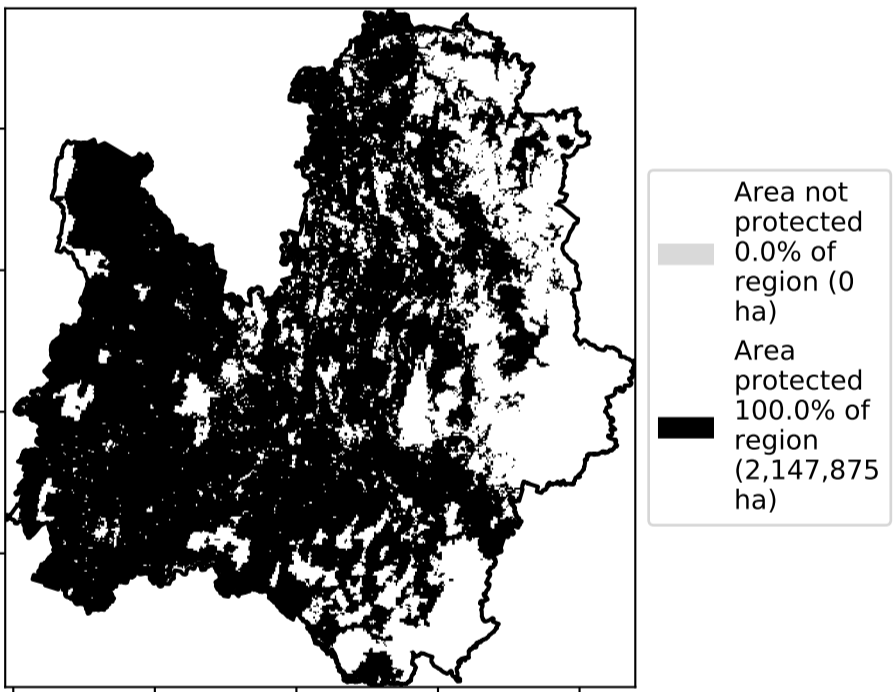 Area not
protected
0.0% of
region (0
ha)
Area
protected
100.0% of
region
(2,147,875
ha)